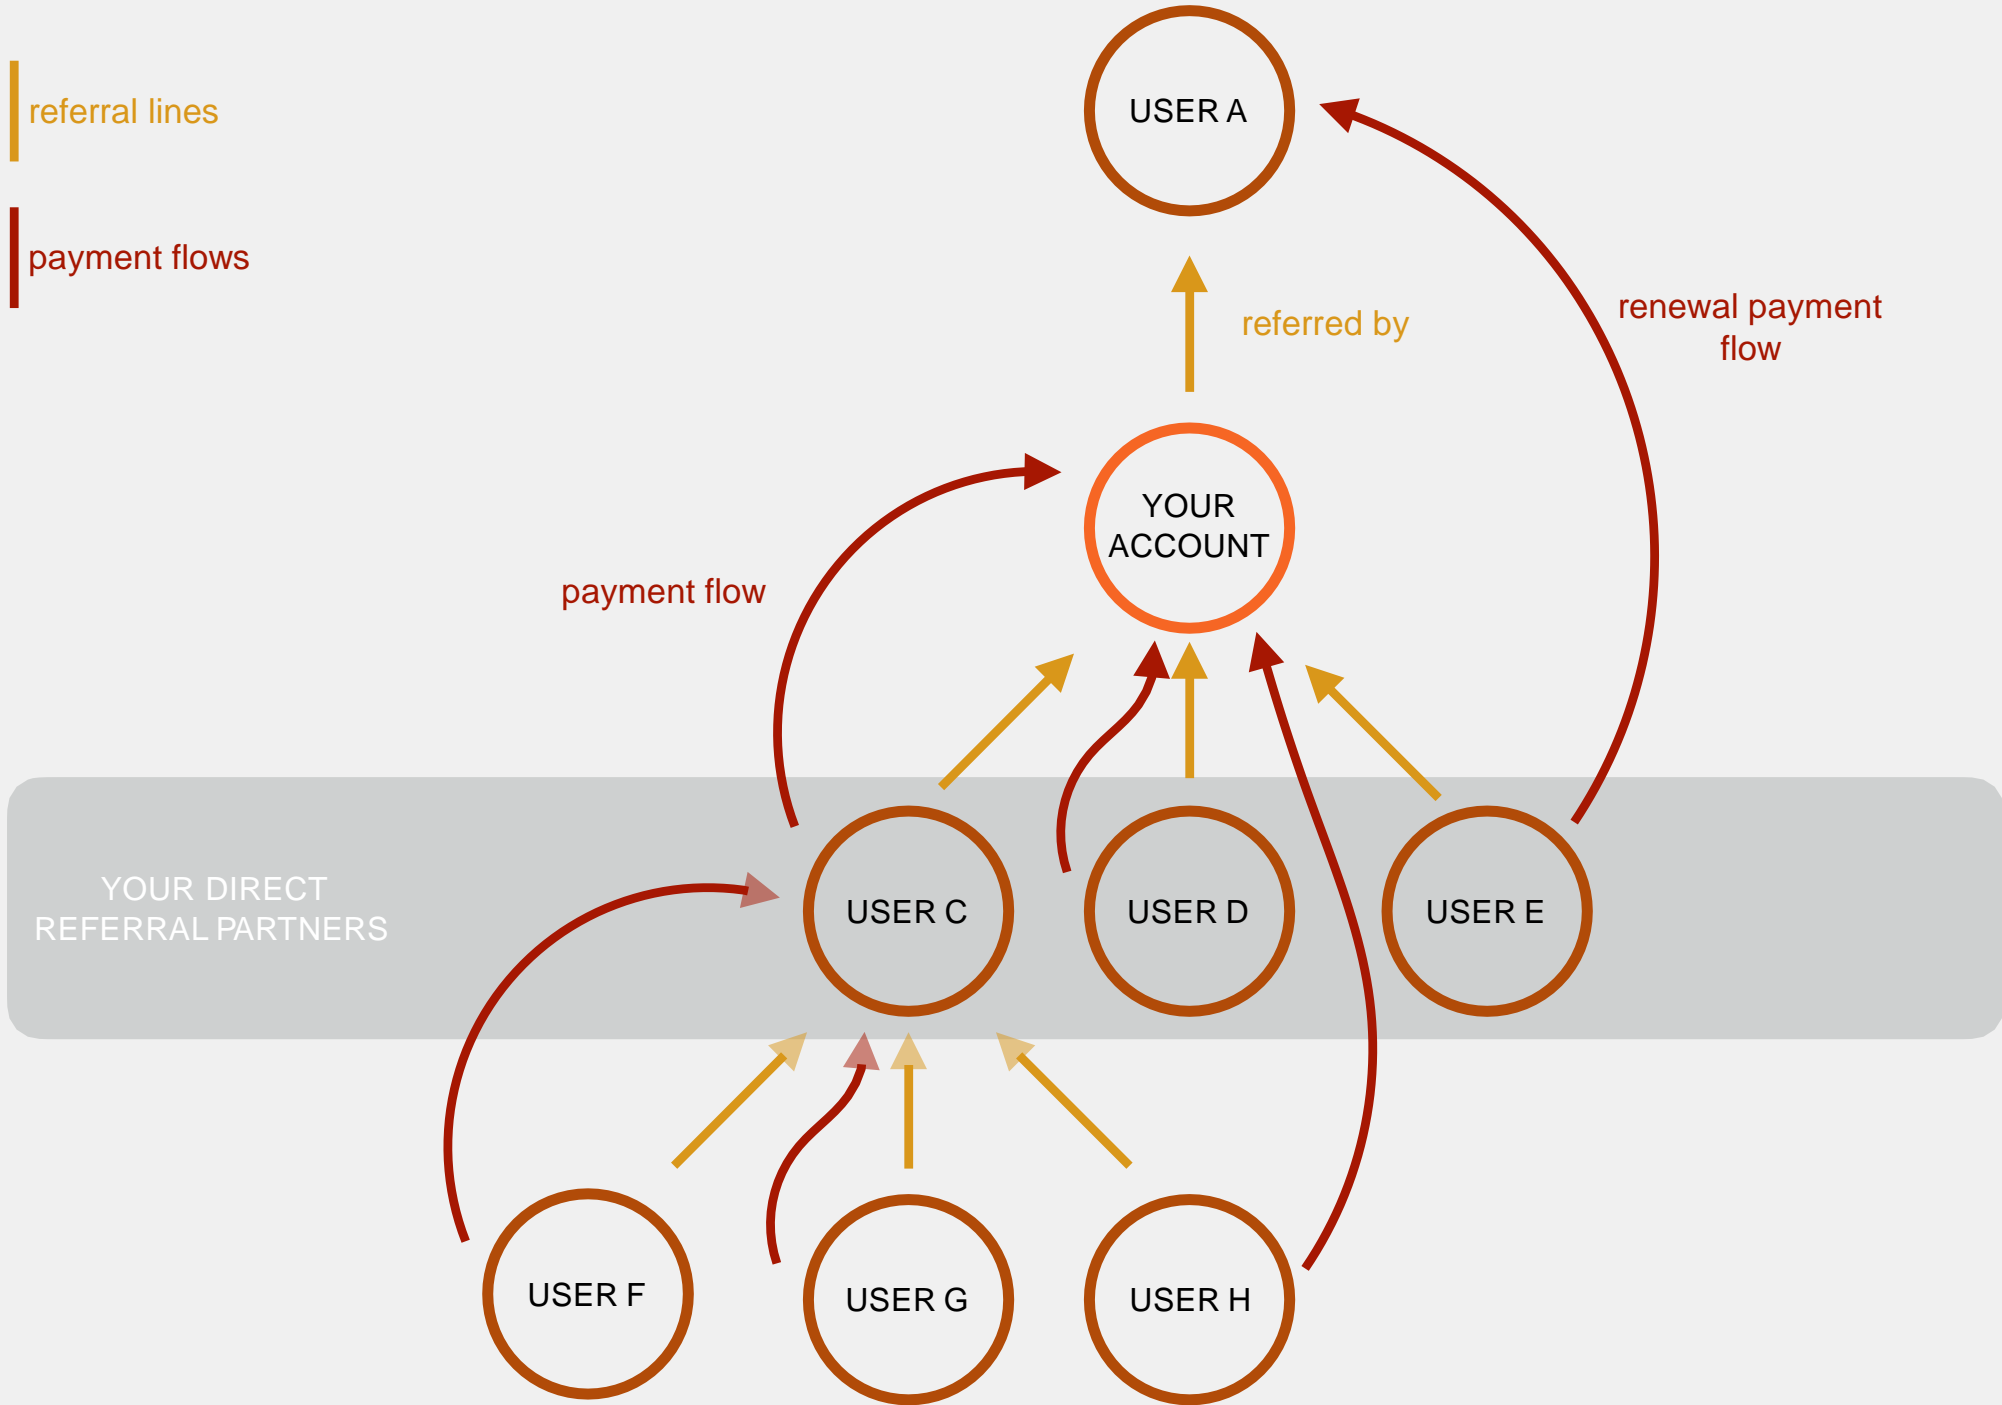 USER A
referral lines
payment flows
referred by
renewal payment
flow
YOUR
ACCOUNT
payment flow
YOUR DIRECT
REFERRAL PARTNERS
USER C
USER D
USER E
USER F
USER G
USER H